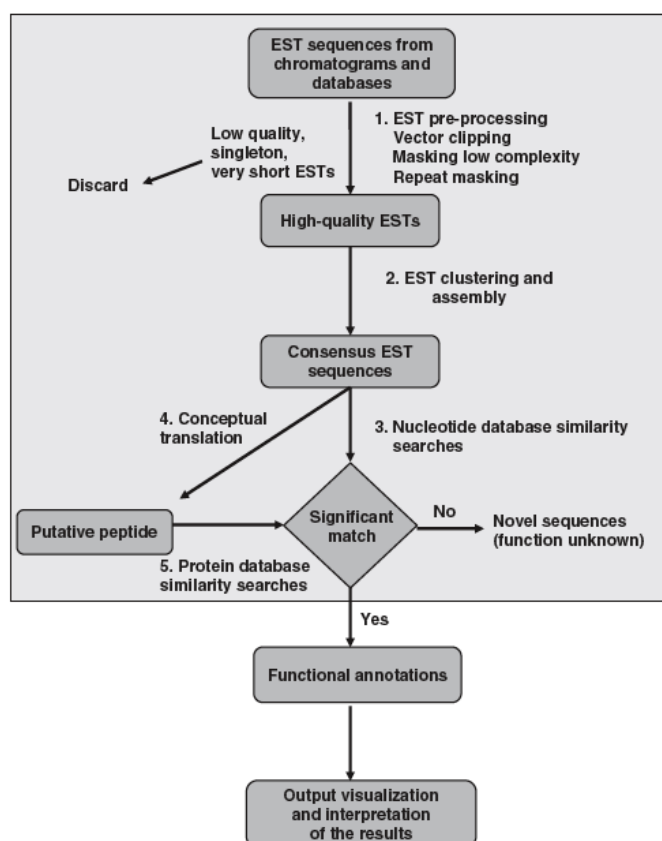 EST sequences from
chromatograms and
databases
1. EST pre-processing
Vector clipping
Masking low complexity
Repeat masking
Low quality,
singleton,
very short ESTs
Discard
High-quality ESTs
2. EST clustering and
assembly
Consensus EST
sequences
4. Conceptual
translation
3. Nucleotide database similarity
searches
Putative peptide
Significant
match
No
Novel sequences
(function unknown)
5. Protein database
similarity searches
Yes
Functional annotations
Output visualization
and interpretation
of the results